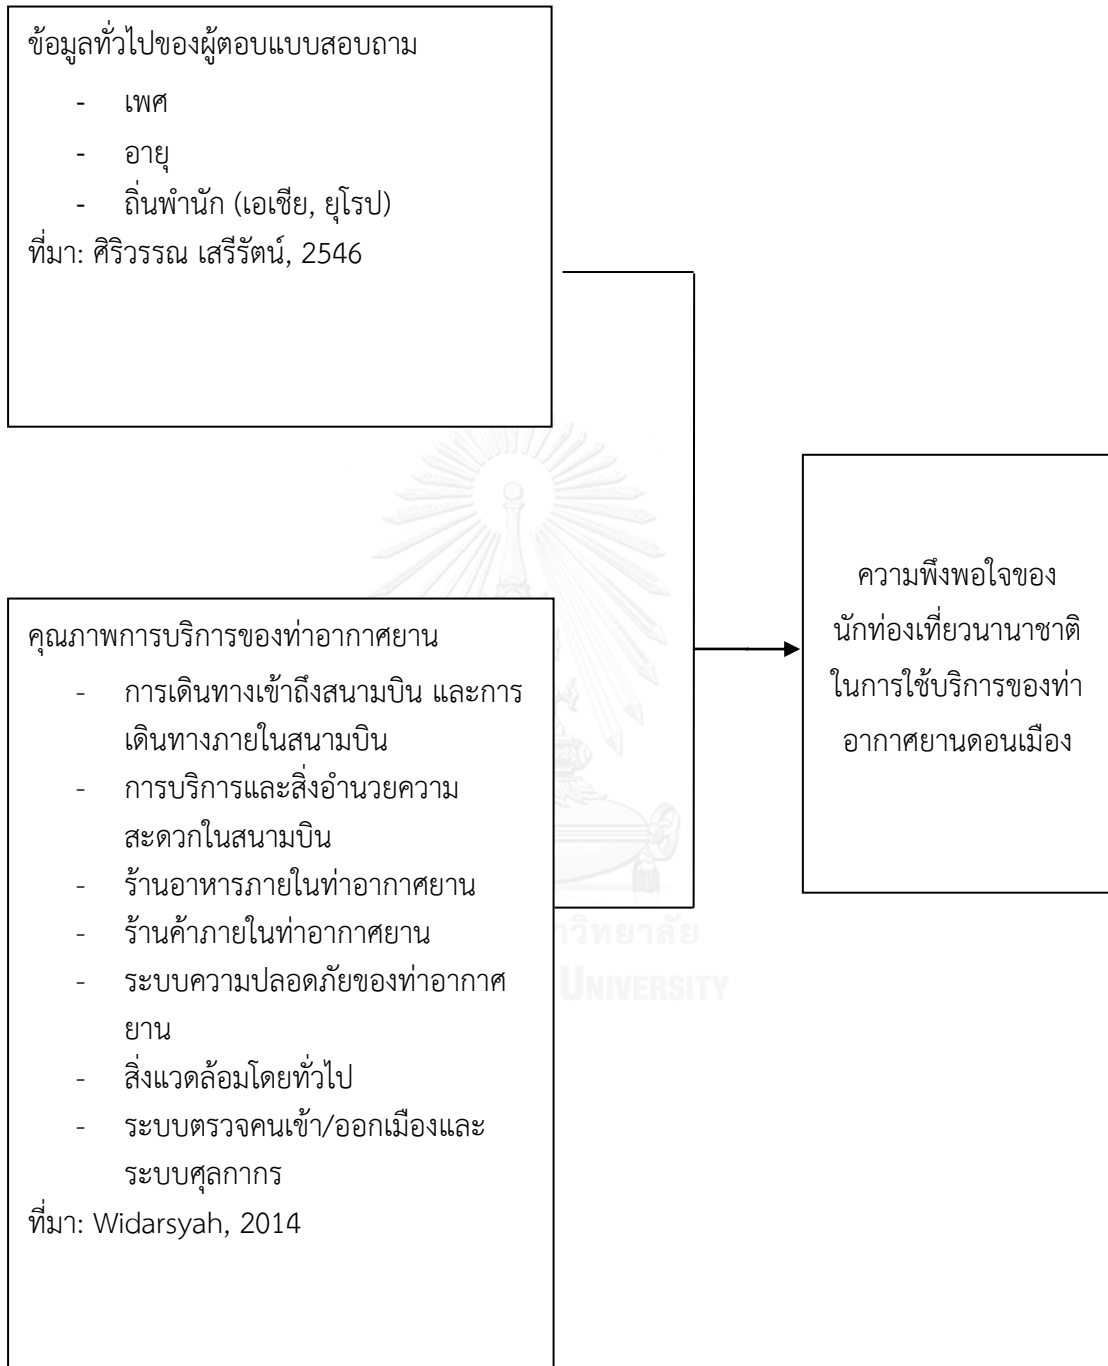 ข้อมูลทั่วไปของผู้ตอบแบบสอบถาม
- เพศ
- อายุ
- ถิ่นพำนัก (เอเชีย, ยุโรป)
ที่มา: ศิริวรรณ เสรีรัตน์, 2546
คุณภาพการบริการของท่าอากาศยาน
- การเดินทางเข้าถึงสนามบิน และการ
เดินทางภายในสนามบิน
- การบริการและสิ่งอำนวยความ
สะดวกในสนามบิน
- ร้านอาหารภายในท่าอากาศยาน
- ร้านค้าภายในท่าอากาศยาน
- ระบบความปลอดภัยของท่าอากาศ
ยาน
- สิ่งแวดล้อมโดยทั่วไป
- ระบบตรวจคนเข้า/ออกเมืองและ
ระบบศุลกากร
ที่มา: Widarsyah, 2014
ความพึงพอใจของ
นักท่องเที่ยวนานาชาติ
ในการใช้บริการของท่า
อากาศยานดอนเมือง
าวิทยาลัย
UNIVERSITY